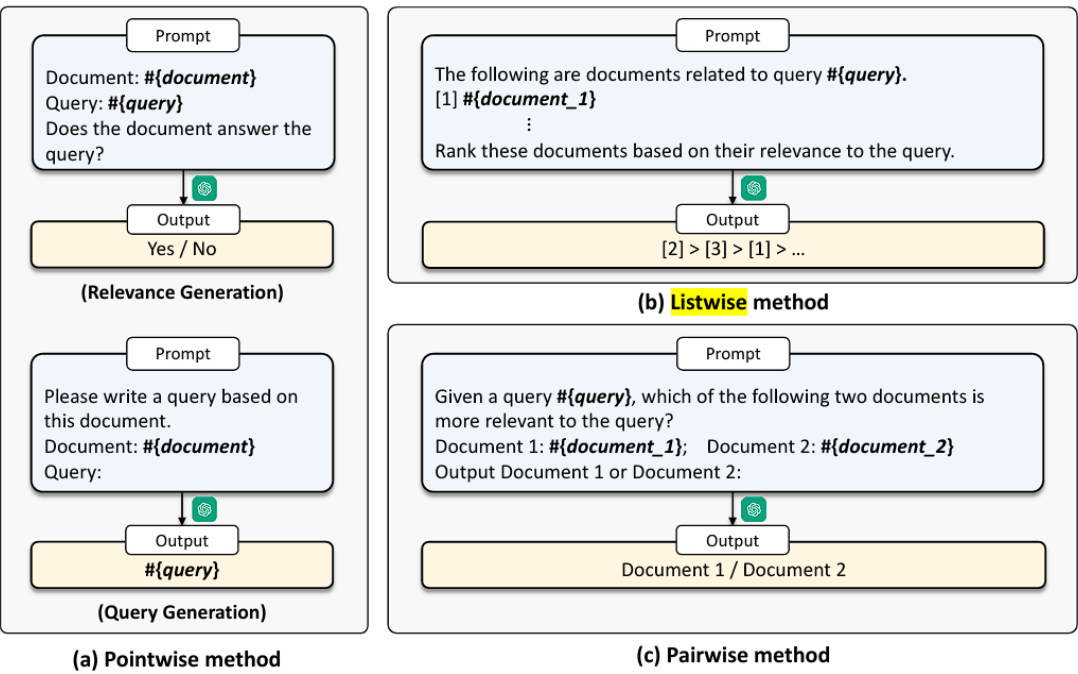 Prompt
Document: #{document}
Query: #{query}
Does the document answer the
query?
Output
Yes / No
(Relevance Generation)
Prompt
Please write a query based on
this document.
Document: #{document}
Query:
Output
#{query}
(Query Generation)
(a) Pointwise method
Prompt
The following are documents related to query #{query}.
[1] #{document_1}
⋮
Rank these documents based on their relevance to the query.
Output
[2] > [3] > [1] > ...
(b) Listwise method
Prompt
Given a query #{query}, which of the following two documents is
more relevant to the query?
Document 1: #{document_1}; Document 2: #{document_2}
Output Document 1 or Document 2:
Output
Document 1 / Document 2
(c) Pairwise method